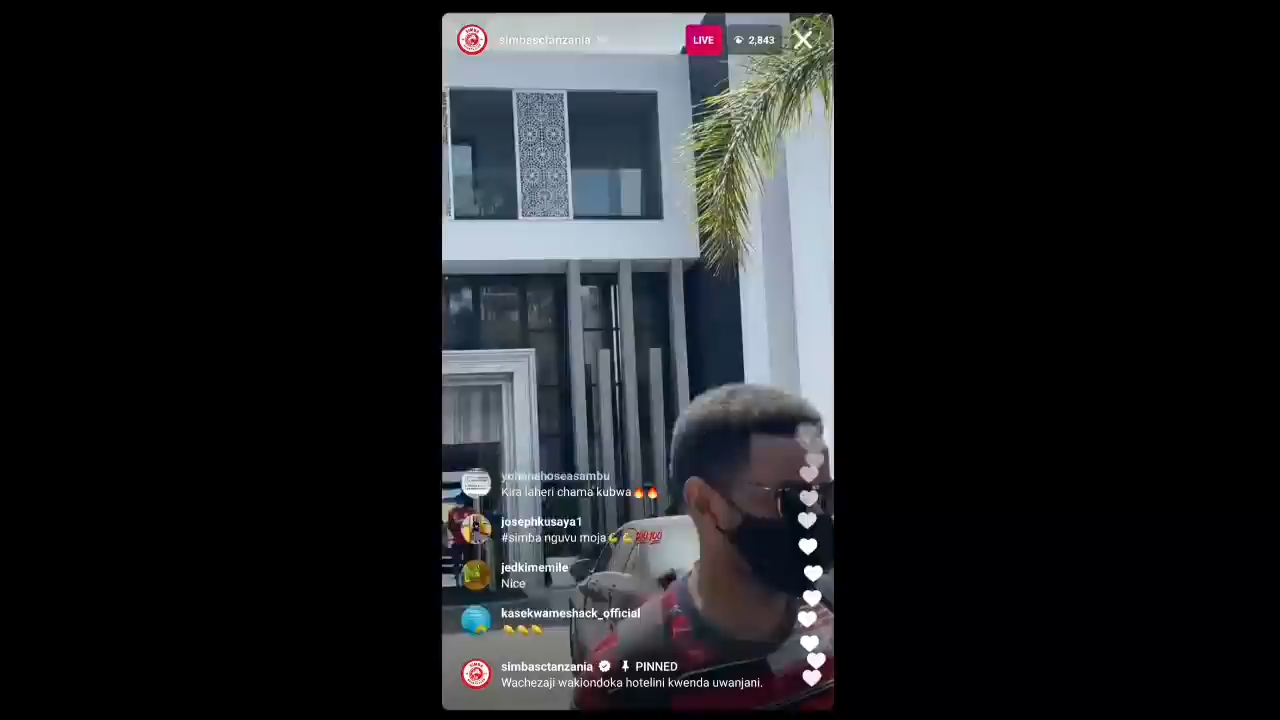 simbasctanzania
LIVE
2,843
yohanahoseasambu
Kira laheri chama kubwa🔥🔥
josephkusaya1
#simba nguvu moja💪💪💯💯
jedkimemile
Nice
kasekwameshack_official
simbasctanzania
PINNED
Wachezaji wakiondoka hotelini kwenda uwanjani.